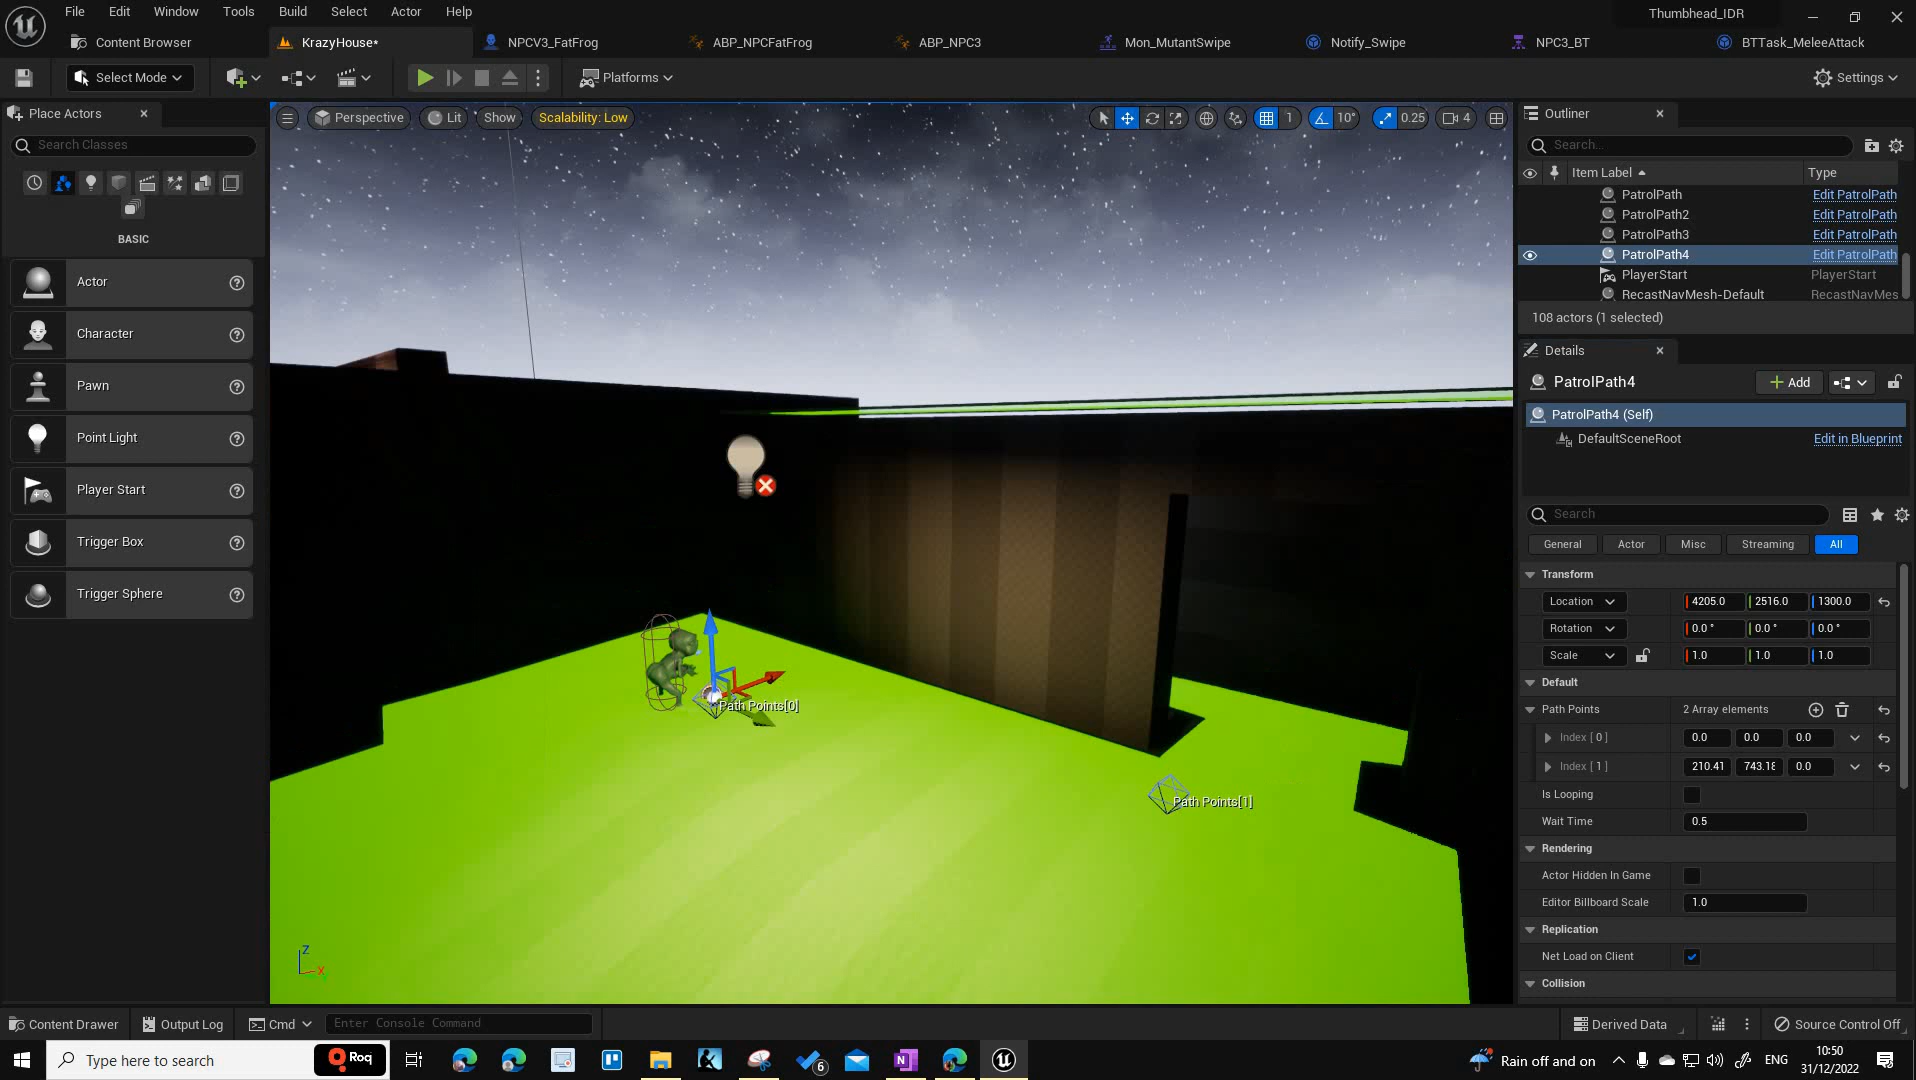 File Edit Window Tools Build Select Actor Help
Thumbhead_IDR
Content Browser
KrazyHouse*
NPCV3_FatFrog
ABP_NPCFatFrog
ABP_NPC3
Mon_MutantSwipe
Notify_Swipe
NPC3_BT
BTTask_MeleeAttack
Select Mode
Platforms
Settings
Place Actors
Search Classes
BASIC
Actor
Character
Pawn
Point Light
Player Start
Trigger Box
Trigger Sphere
Perspective
Lit
Show
Scalability: Low
1
10°
0.25
4
Path Points[0]
Path Points[1]
Z
X
Outliner
Search...
Item Label
Type
PatrolPath Edit PatrolPath
PatrolPath2 Edit PatrolPath
PatrolPath3 Edit PatrolPath
PatrolPath4 Edit PatrolPath
PlayerStart PlayerStart
RecastNavMesh-Default RecastNavMes
108 actors (1 selected)
Details
PatrolPath4
Add
PatrolPath4 (Self)
DefaultSceneRoot Edit in Blueprint
Search
General Actor Misc Streaming All
Transform
Location 4205.0 2516.0 1300.0
Rotation 0.0° 0.0° 0.0°
Scale 1.0 1.0 1.0
Default
Path Points 2 Array elements
Index [ 0 ] 0.0 0.0 0.0
Index [ 1 ] 210.41 743.18 0.0
Is Looping
Wait Time 0.5
Rendering
Actor Hidden In Game
Editor Billboard Scale 1.0
Replication
Net Load on Client
Collision
Content Drawer
Output Log
Cmd
Enter Console Command
Derived Data
Source Control Off
Type here to search
Roq
6
Rain off and on
ENG
10:50
31/12/2022